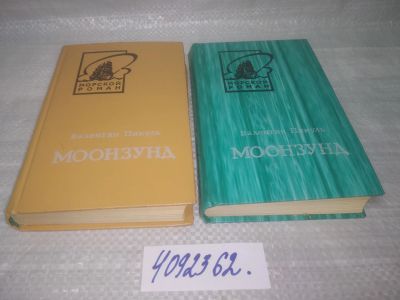 МОРСКОЙ
РОМАН
Валентин Пикуль
МООНЗУНД
МОРСКОЙ
РОМАН
Валентин Пикуль
МООНЗУНД
4092362.